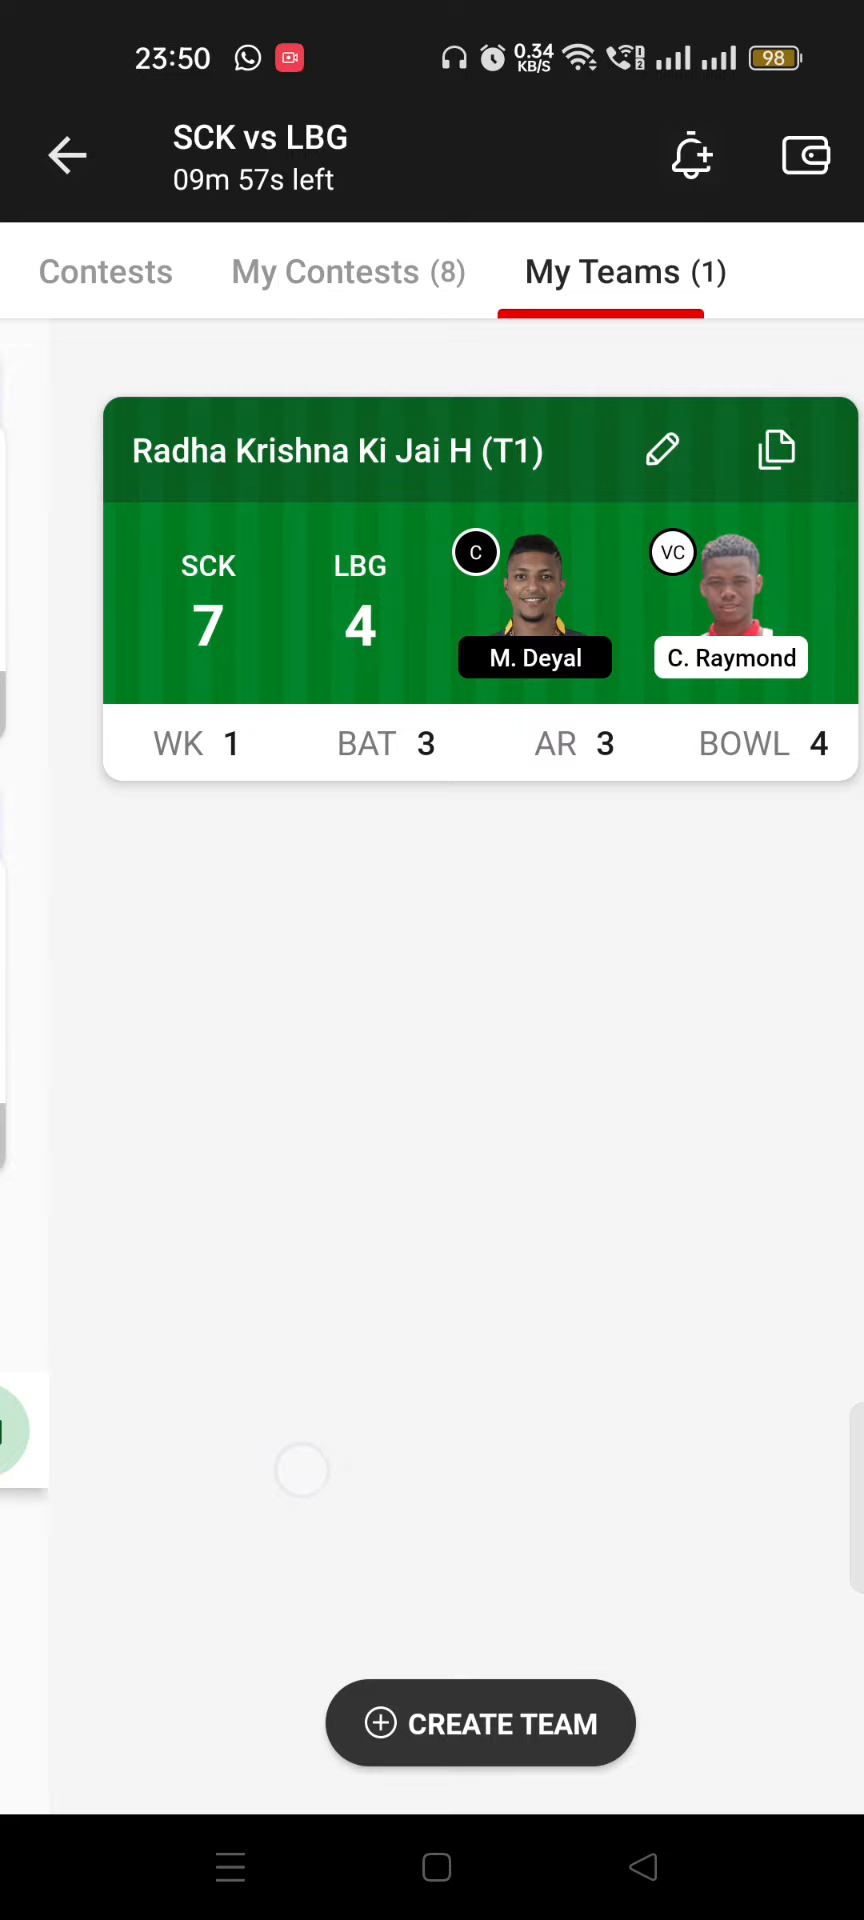 23:50
0.34
KB/S
1
2
98
SCK vs LBG
09m 57s left
Contests
My Contests (8)
My Teams (1)
Radha Krishna Ki Jai H (T1)
SCK
LBG
C
VC
7
4
M. Deyal
C. Raymond
WK 1
BAT 3
AR 3
BOWL 4
CREATE TEAM